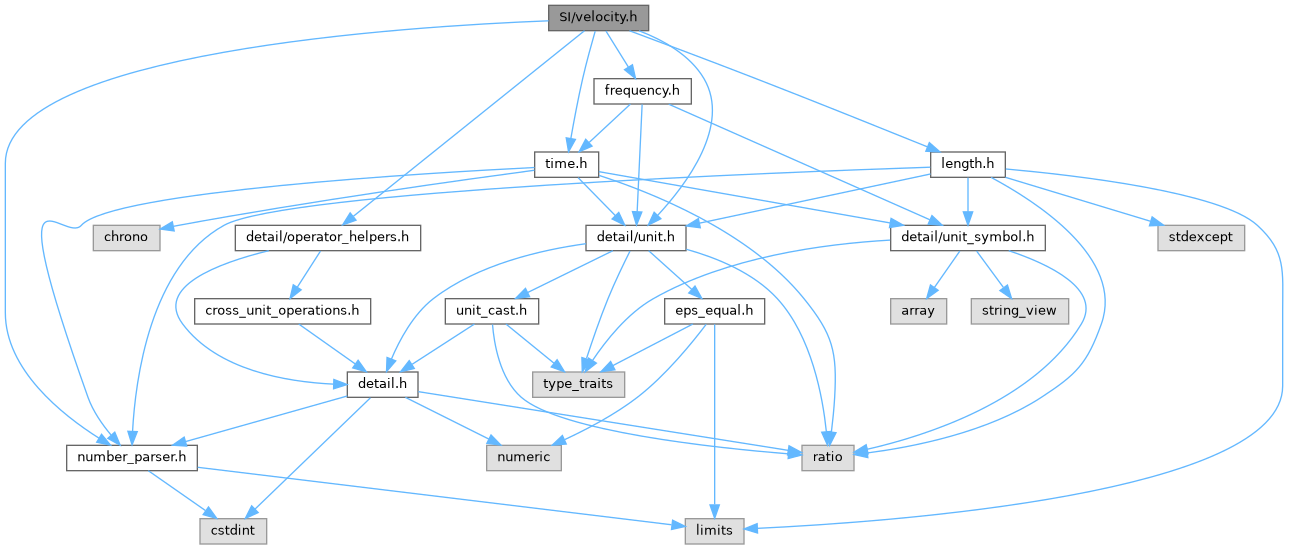 SI/velocity.h
frequency.h
time.h
length.h
chrono
detail/operator_helpers.h
detail/unit.h
detail/unit_symbol.h
stdexcept
cross_unit_operations.h
unit_cast.h
eps_equal.h
array
string_view
detail.h
type_traits
number_parser.h
numeric
ratio
cstdint
limits